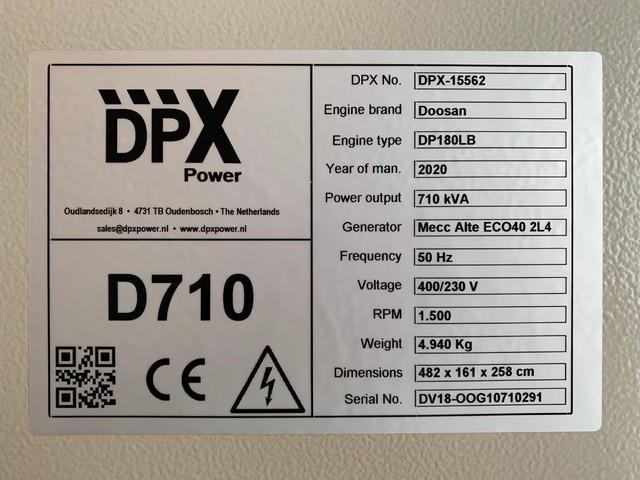 DPX
Power
Oudlandsedijk 8 • 4731 TB Oudenbosch • The Netherlands
sales@dpxpower.nl • www.dpxpower.nl
D710
CE
DPX No. DPX-15562
Engine brand Doosan
Engine type DP180LB
Year of man. 2020
Power output 710 kVA
Generator Mecc Alte ECO40 2L4
Frequency 50 Hz
Voltage 400/230 V
RPM 1.500
Weight 4.940 Kg
Dimensions 482 x 161 x 258 cm
Serial No. DV18-OOG10710291